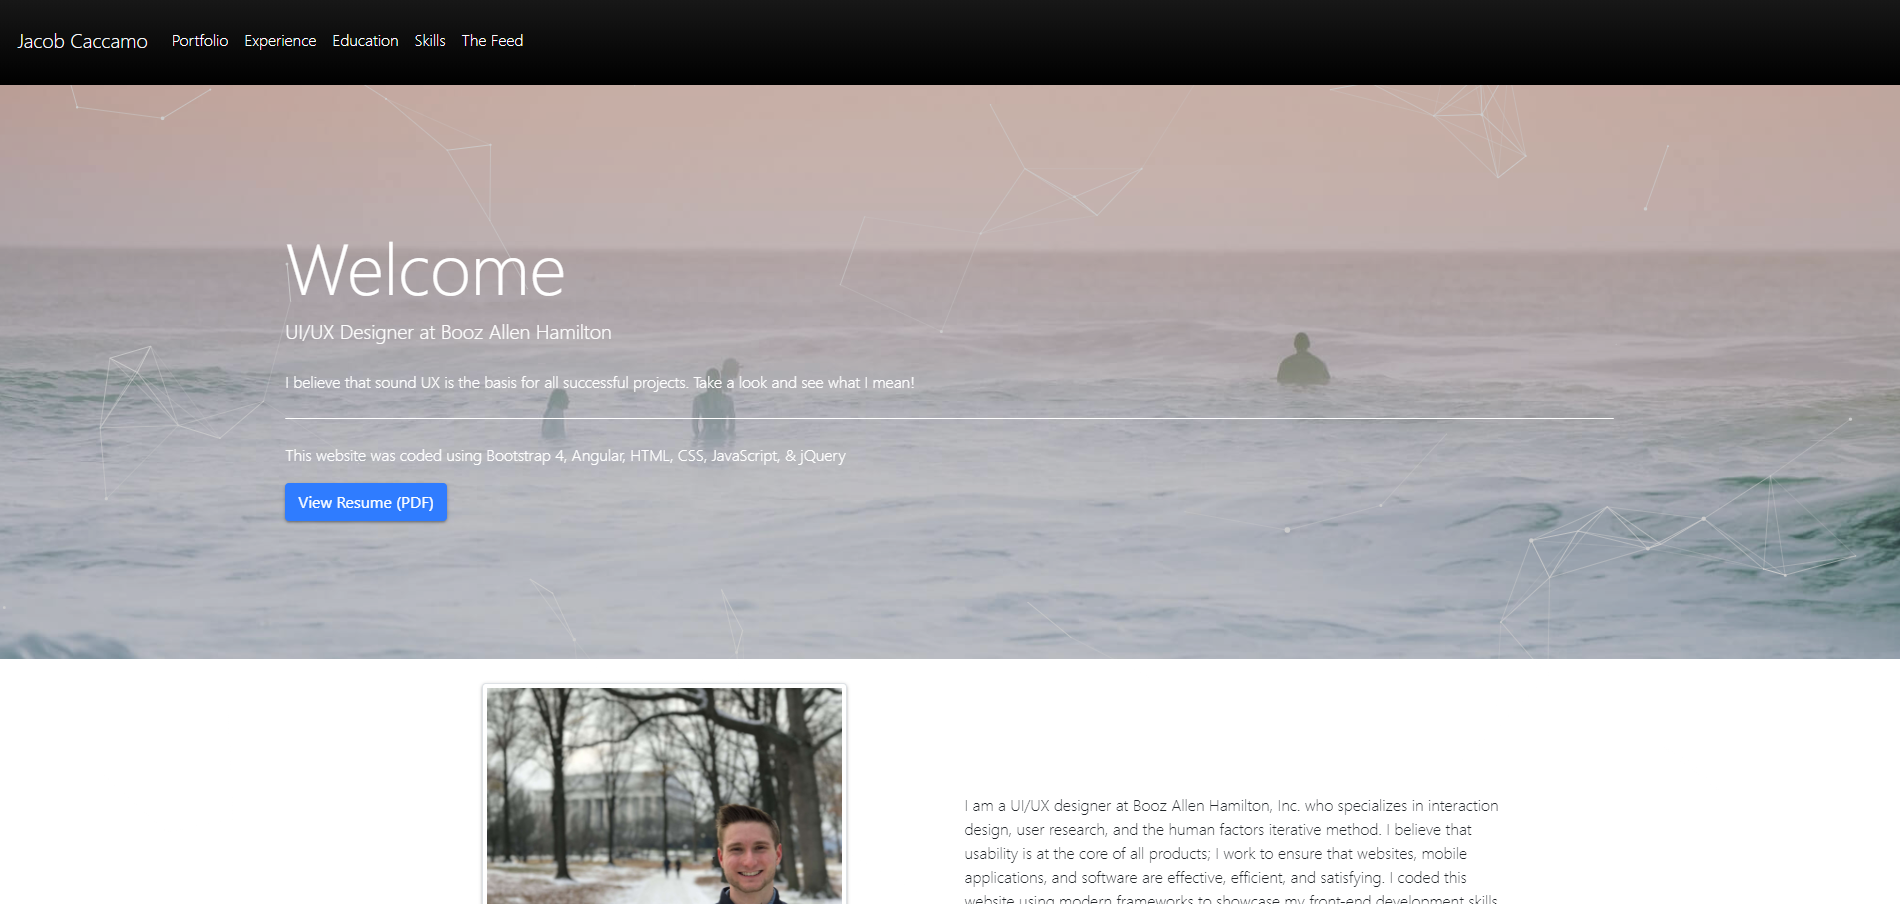 Jacob Caccamo Portfolio Experience Education Skills The Feed
Welcome
UI/UX Designer at Booz Allen Hamilton
I believe that sound UX is the basis for all successful projects. Take a look and see what I mean!
This website was coded using Bootstrap 4, Angular, HTML, CSS, JavaScript, & jQuery
View Resume (PDF)
I am a UI/UX designer at Booz Allen Hamilton, Inc. who specializes in interaction
design, user research, and the human factors iterative method. I believe that
usability is at the core of all products; I work to ensure that websites, mobile
applications, and software are effective, efficient, and satisfying. I coded this
website using modern frameworks to showcase my front-end development skills